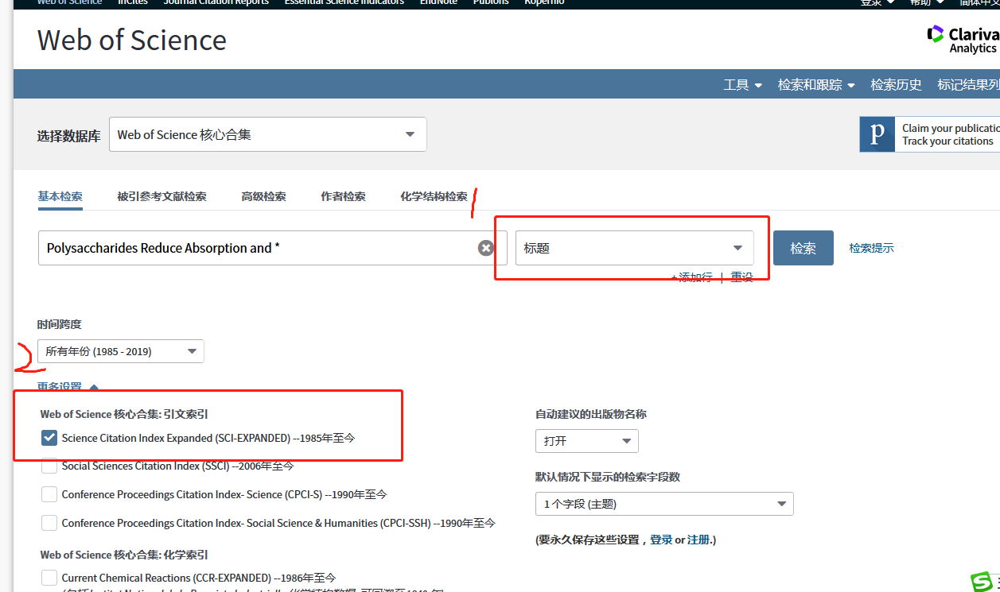 Web of Science InCites Journal Citation Reports Essential Science Indicators EndNote Publons Kopernio 登录 帮助 简体中文
Web of Science
Clariva
Analytics
工具 检索和跟踪 检索历史 标记结果列
选择数据库 Web of Science 核心合集
p Claim your publicatio
Track your citations
基本检索 被引参考文献检索 高级检索 作者检索 化学结构检索
Polysaccharides Reduce Absorption and * 标题 检索 检索提示
+添加行 | 重设
时间跨度
所有年份 (1985 - 2019)
更多设置
Web of Science 核心合集: 引文索引
Science Citation Index Expanded (SCI-EXPANDED) --1985年至今
Social Sciences Citation Index (SSCI) --2006年至今
Conference Proceedings Citation Index- Science (CPCI-S) --1990年至今
Conference Proceedings Citation Index- Social Science & Humanities (CPCI-SSH) --1990年至今
Web of Science 核心合集: 化学索引
Current Chemical Reactions (CCR-EXPANDED) --1986年至今
自动建议的出版物名称
打开
默认情况下显示的检索字段数
1 个字段 (主题)
(要永久保存这些设置，登录 or 注册.)